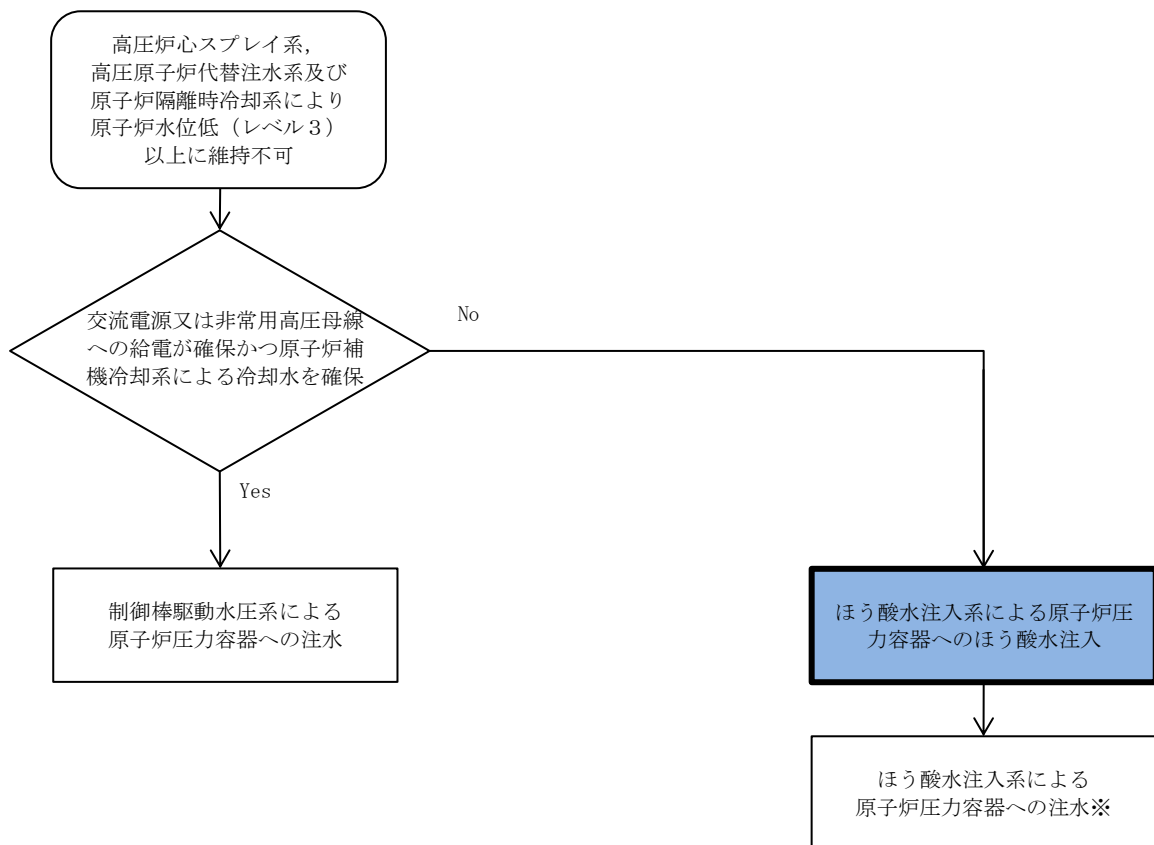 高圧炉心スプレイ系，
高圧原子炉代替注水系及び
原子炉隔離時冷却系により
原子炉水位低（レベル３）
以上に維持不可
交流電源又は非常用高圧母線
への給電が確保かつ原子炉補
機冷却系による冷却水を確保
No
Yes
制御棒駆動水圧系による
原子炉圧力容器への注水
ほう酸水注入系による原子炉圧
力容器へのほう酸水注入
ほう酸水注入系による
原子炉圧力容器への注水※